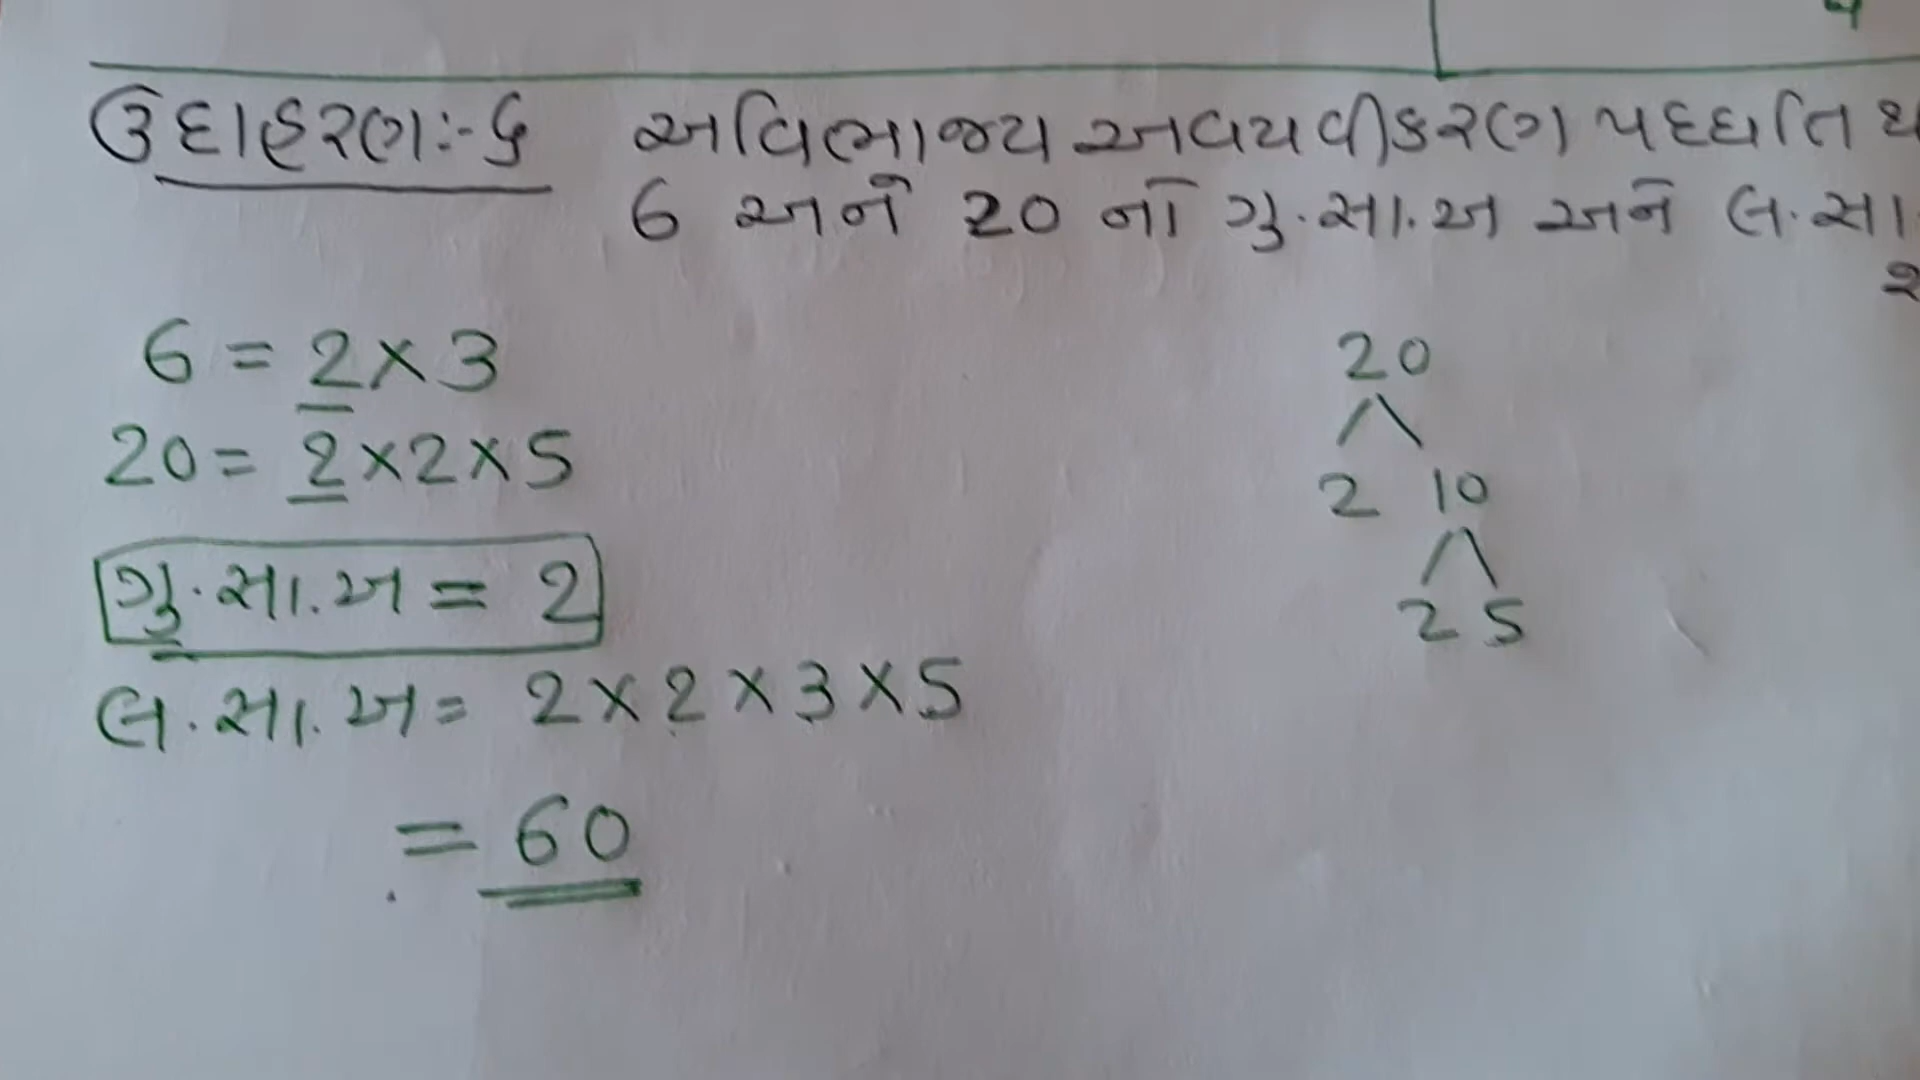 ઉદાહરણ:- ૬ અવિભાજ્ય અવયવીકરણ પદ્ધતિ
6 અને 20 નો ગુ.સા.અ અને લ.સા.
6 = 2 × 3
20 = 2 × 2 × 5
ગુ.સા.અ = 2
લ.સા.અ = 2 × 2 × 3 × 5
= 60
20
2 10
2 5